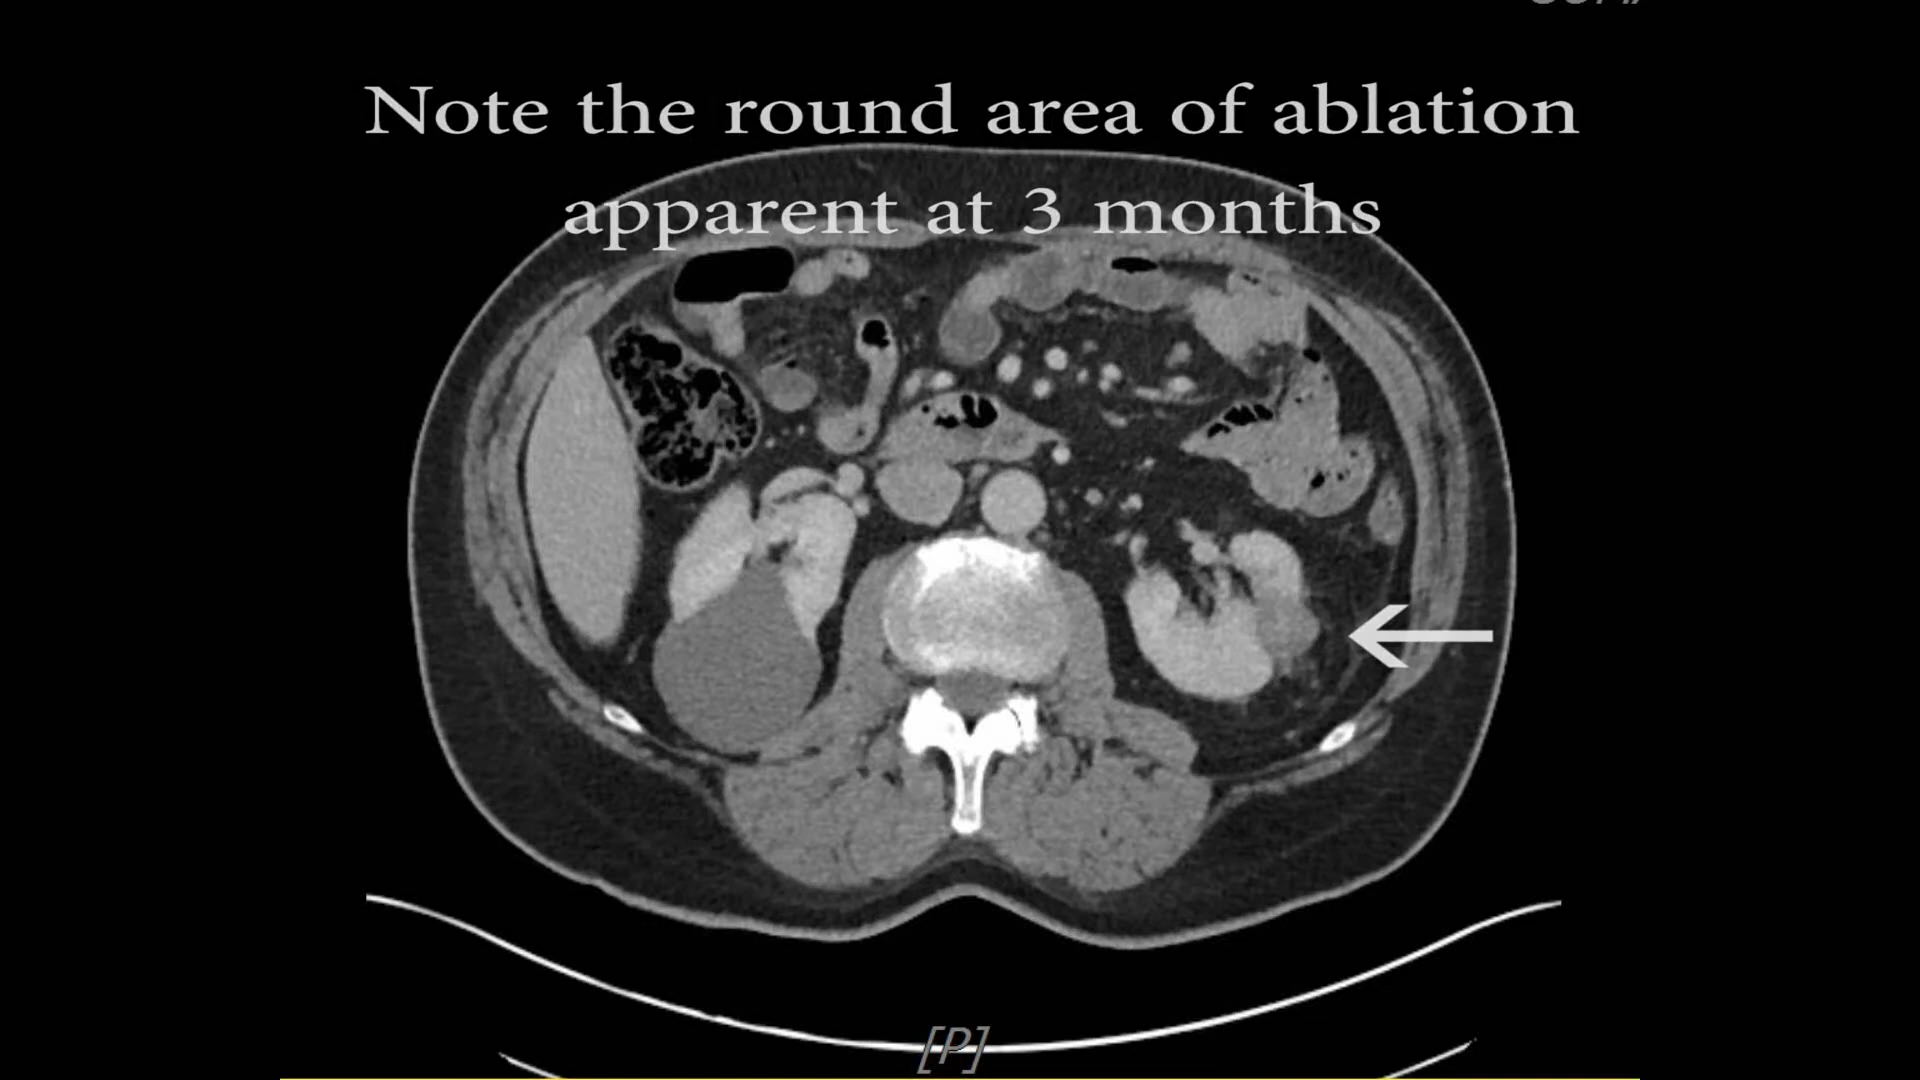 Note the round area of ablation
apparent at 3 months
[P]